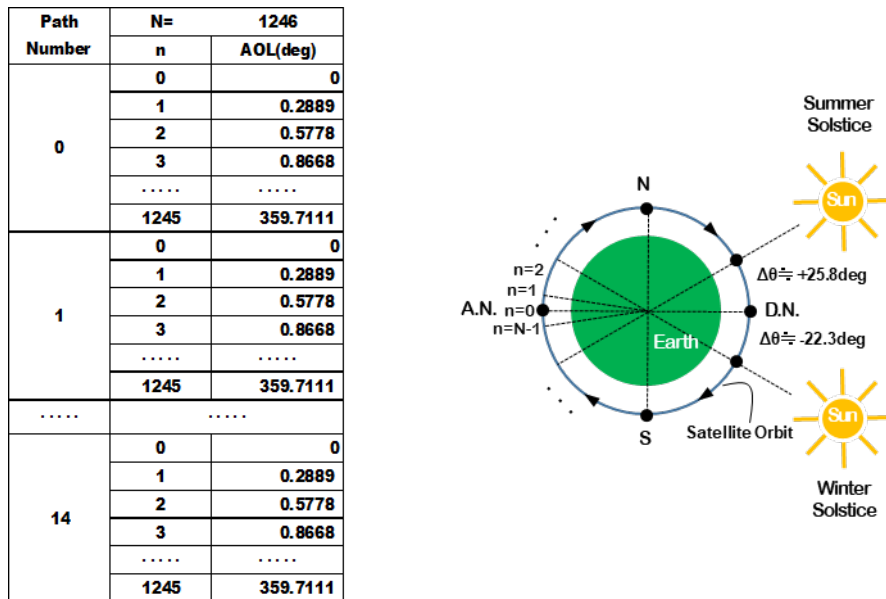 Path Number N= 1246
n AOL(deg)
0 0 0
1 0.2889
2 0.5778
3 0.8668
..... .....
1245 359.7111
1 0 0
1 0.2889
2 0.5778
3 0.8668
..... .....
1245 359.7111
..... .....
14 0 0
1 0.2889
2 0.5778
3 0.8668
..... .....
1245 359.7111
Summer
Solstice
Sun
N
n=2
n=1
A.N. n=0
n=N-1
Δθ≒ +25.8deg
D.N.
Δθ≒ -22.3deg
Earth
S
Satellite Orbit
Sun
Winter
Solstice